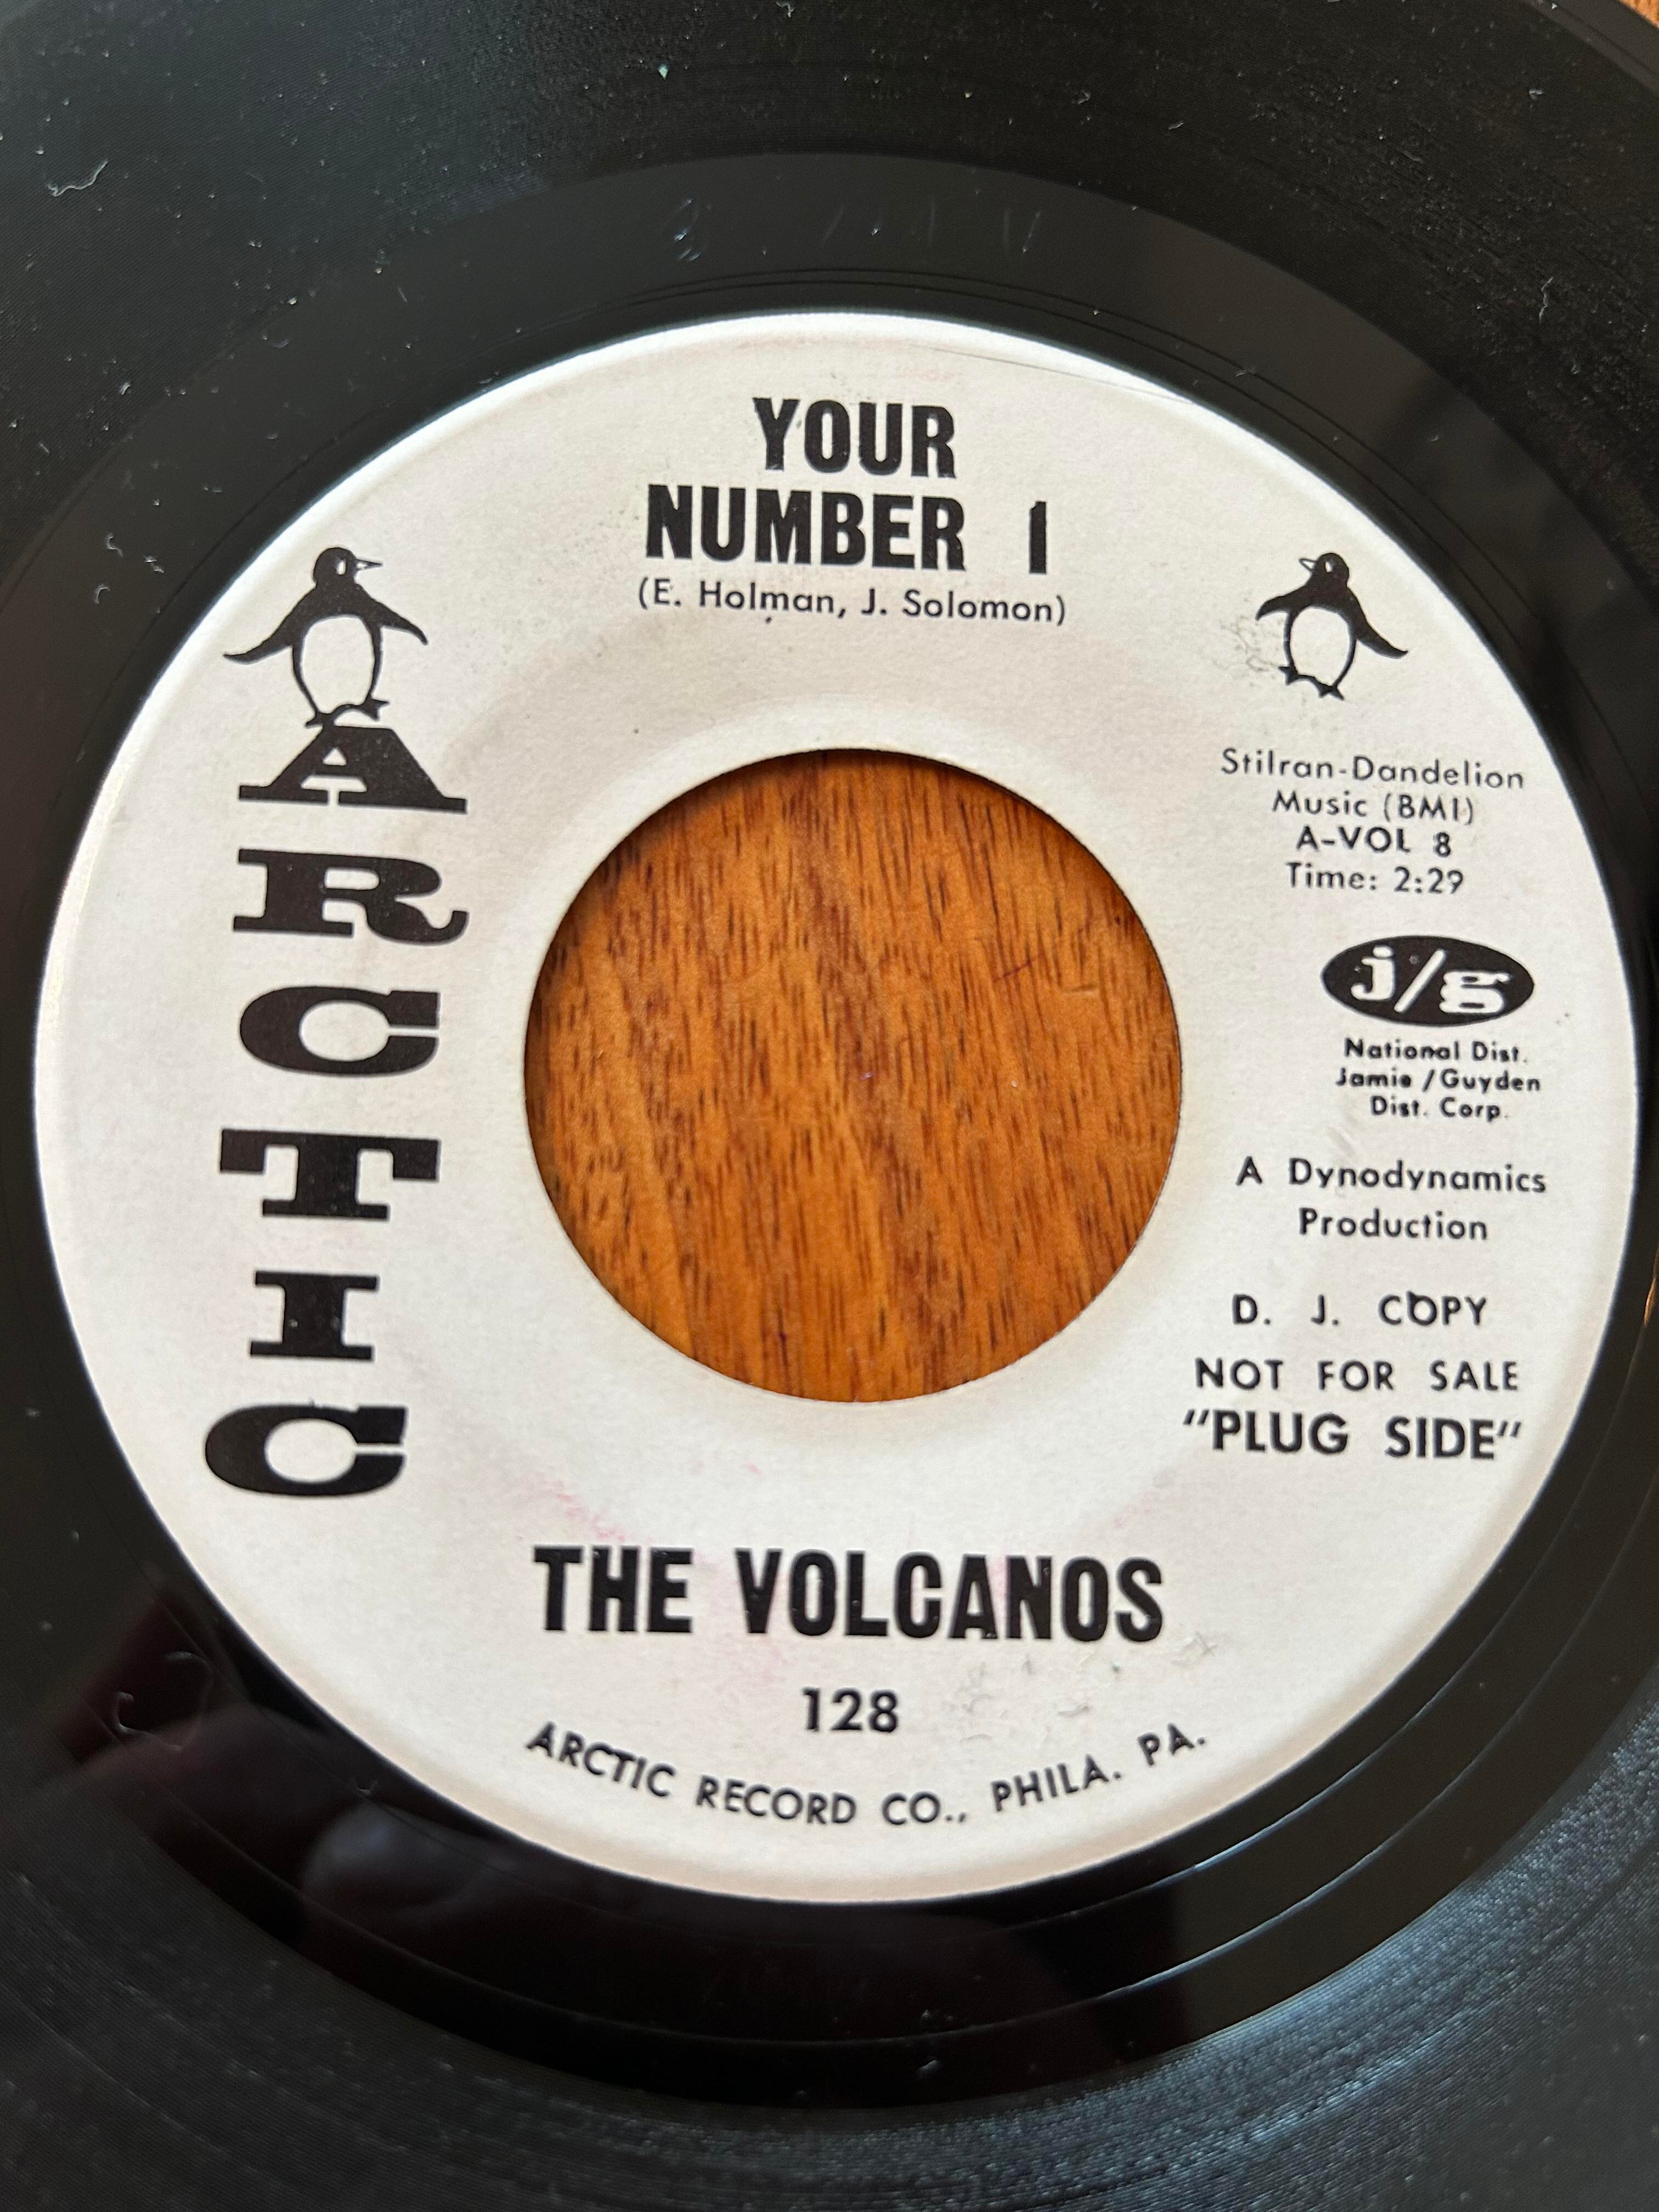 YOUR
NUMBER 1
(E. Holman, J. Solomon)
ARCTIC
Stilran-Dandelion
Music (BMI)
A-VOL 8
Time: 2:29
j/g
National Dist.
Jamie / Guyden
Dist. Corp.
A Dynodynamics
Production
D. J. COPY
NOT FOR SALE
"PLUG SIDE"
THE VOLCANOS
128
ARCTIC RECORD CO., PHILA. PA.